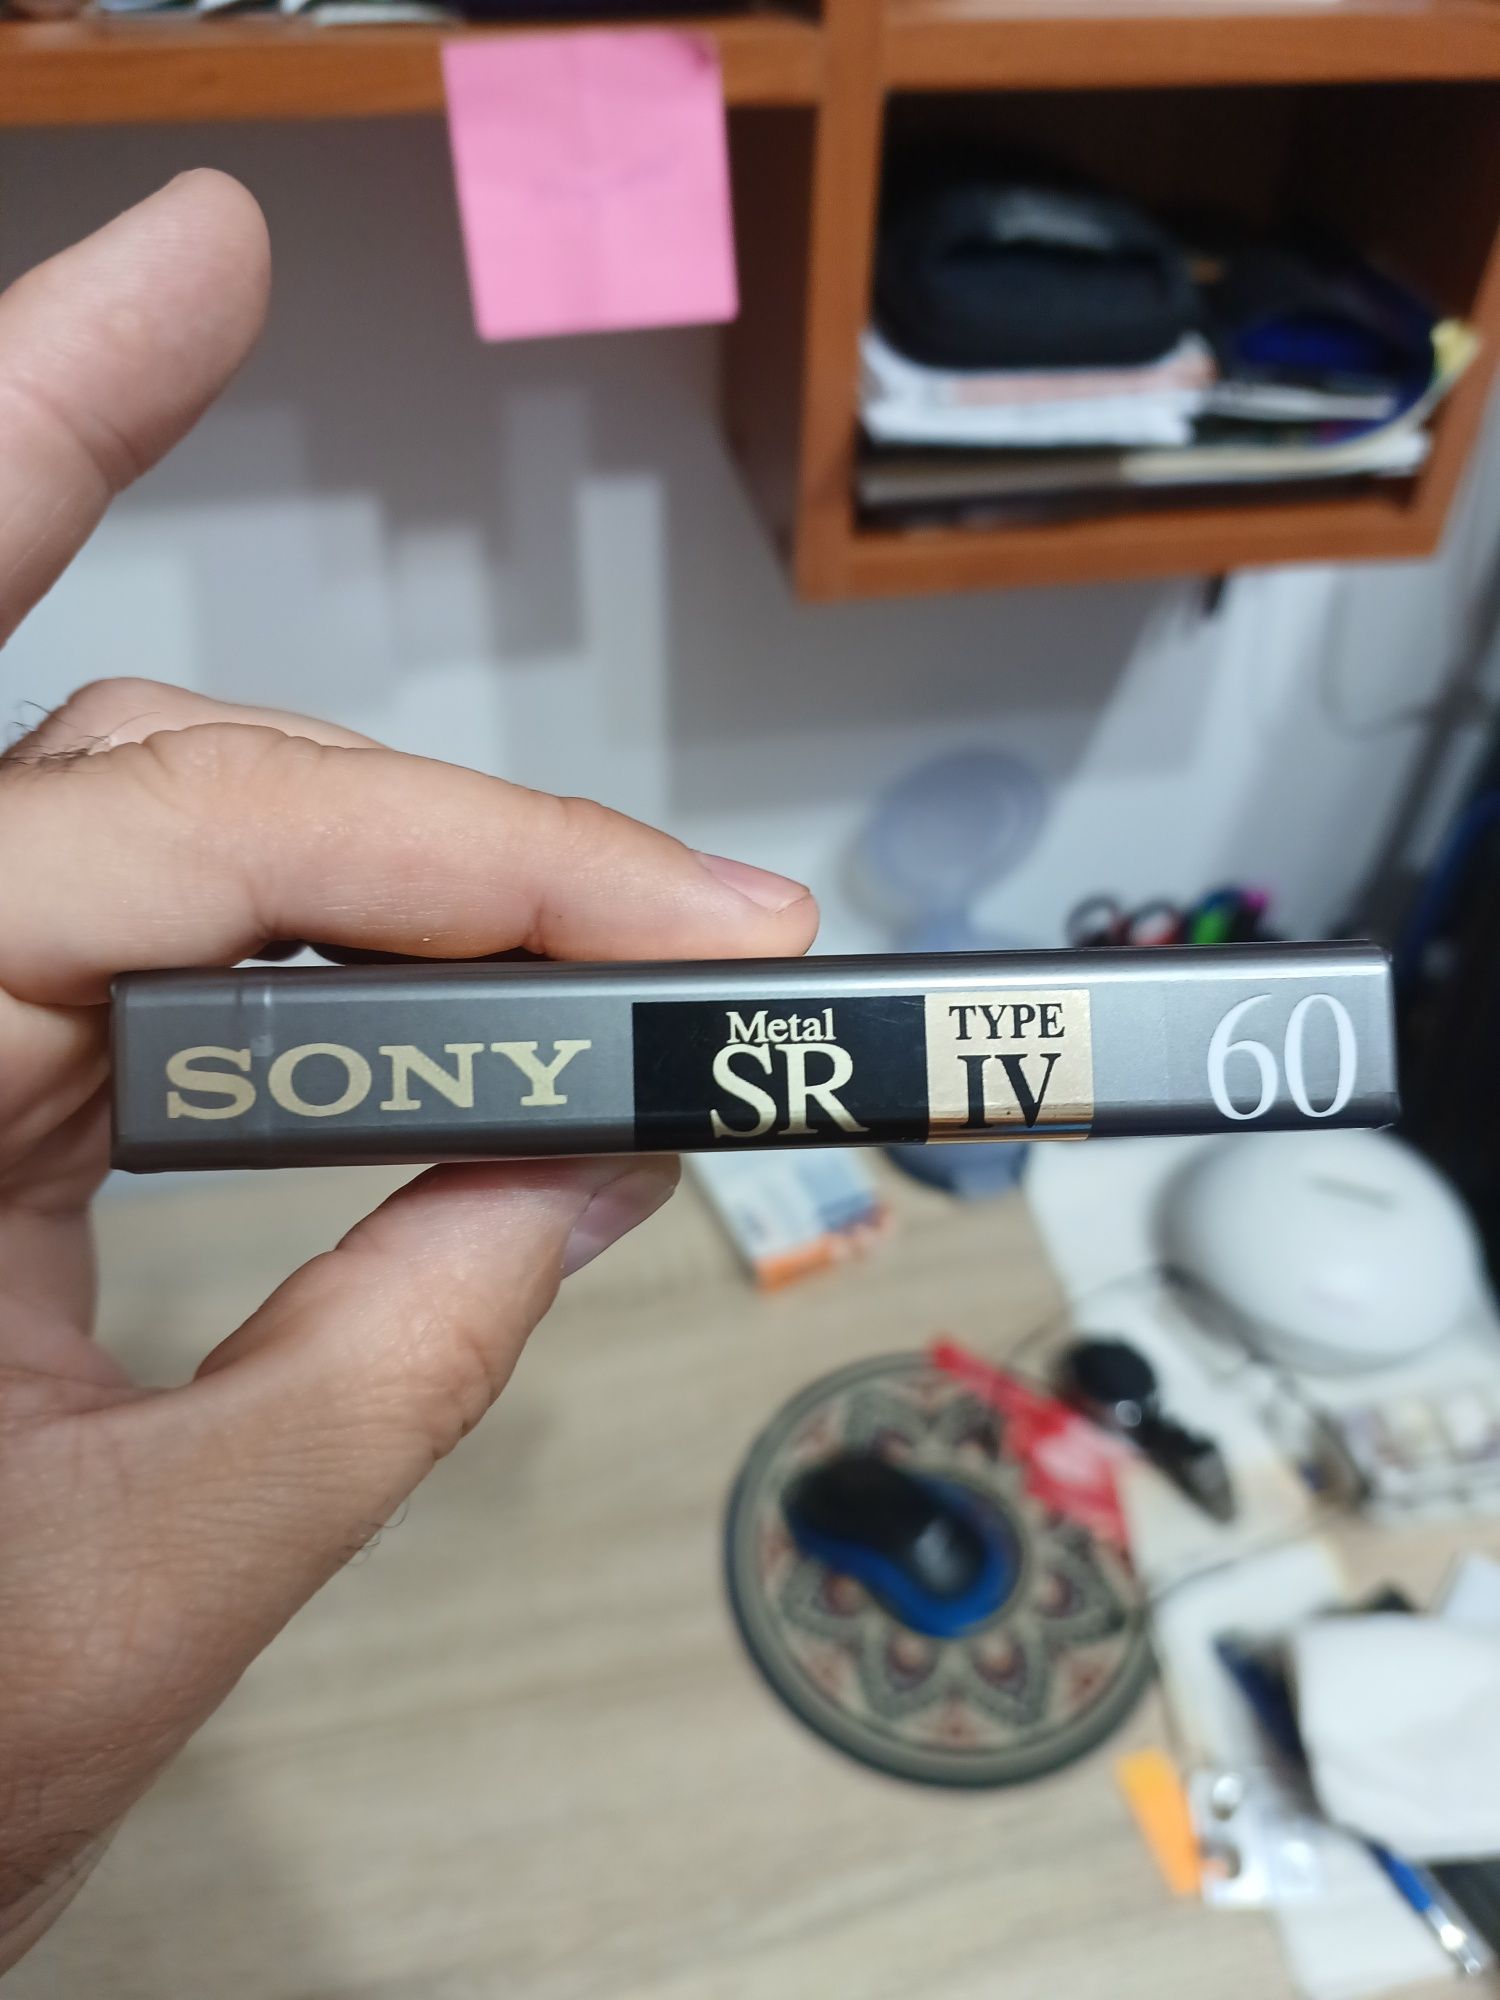 SONY
Metal
SR
TYPE
IV
60